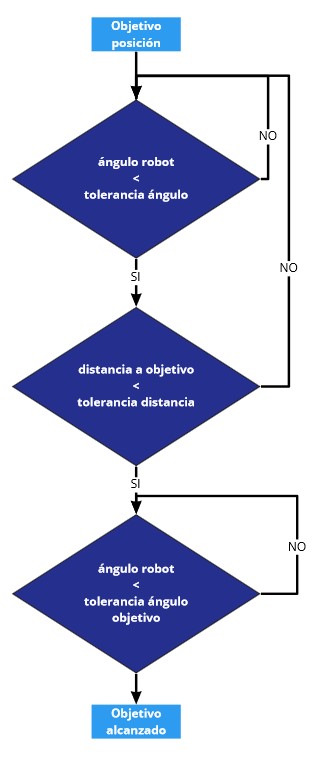 Objetivo
posición
NO
ángulo robot
<
tolerancia ángulo
SI
NO
distancia a objetivo
<
tolerancia distancia
SI
NO
ángulo robot
<
tolerancia ángulo
objetivo
Objetivo
alcanzado